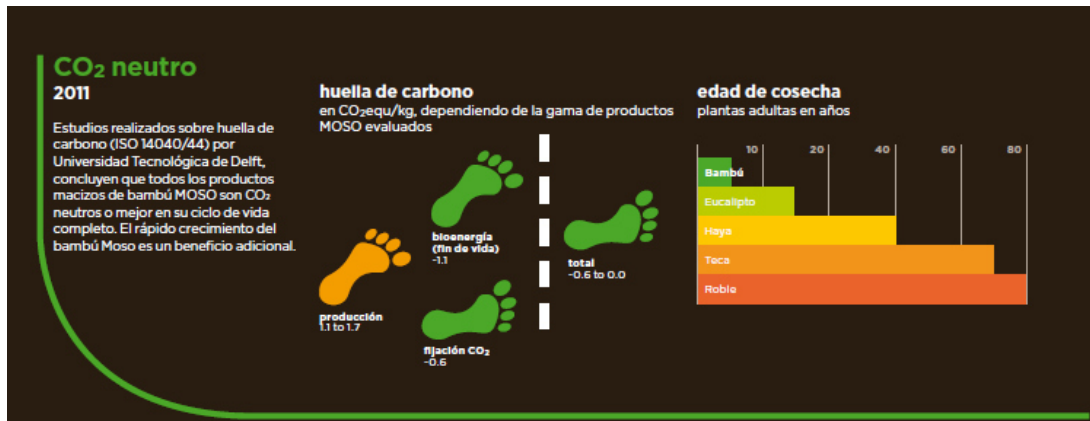 CO₂ neutro
2011
Estudios realizados sobre huella de
carbono (ISO 14040/44) por
Universidad Tecnológica de Delft,
concluyen que todos los productos
macizos de bambú MOSO son CO₂
neutros o mejor en su ciclo de vida
completo. El rápido crecimiento del
bambú Moso es un beneficio adicional.
huella de carbono
en CO₂equ/kg, dependiendo de la gama de productos
MOSO evaluados
bioenergía
(fin de vida)
-1.1
producción
1.1 to 1.7
fijación CO₂
-0.6
total
-0.6 to 0.0
edad de cosecha
plantas adultas en años
10 20 40 60 80
Bambú
Eucalipto
Haya
Teca
Roble